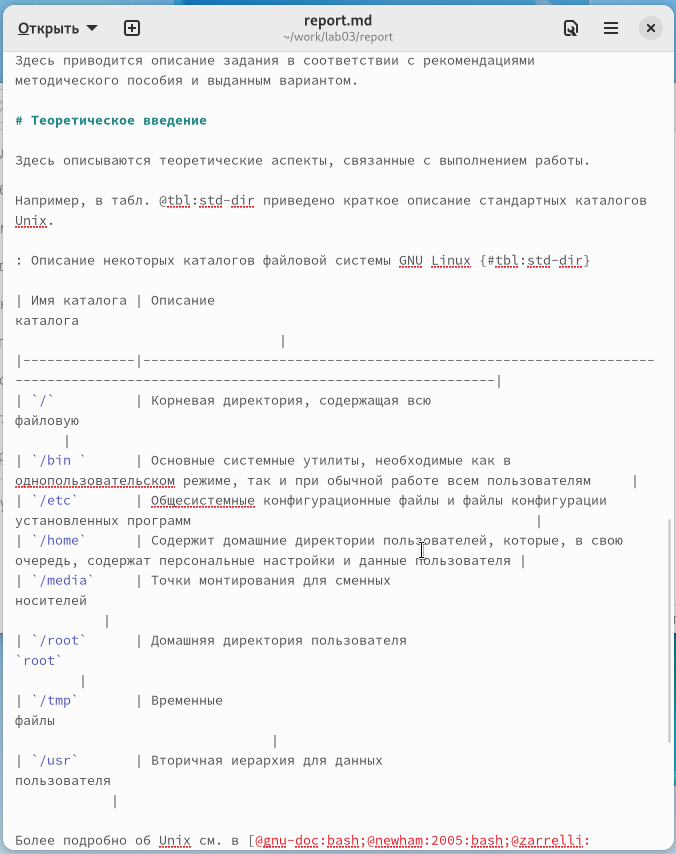 Открыть
report.md
~/work/lab03/report
Здесь приводится описание задания в соответствии с рекомендациями
методического пособия и выданным вариантом.
# Теоретическое введение
Здесь описываются теоретические аспекты, связанные с выполнением работы.
Например, в табл. @tbl:std-dir приведено краткое описание стандартных каталогов
Unix.
: Описание некоторых каталогов файловой системы GNU Linux {#tbl:std-dir}
| Имя каталога | Описание
каталога
|
|--------------|----------------------------------------------------------------
------------------------------------------------------------|
| `/`          | Корневая директория, содержащая всю
файловую
|
| `/bin `      | Основные системные утилиты, необходимые как в
однопользовательском режиме, так и при обычной работе всем пользователям     |
| `/etc`       | Общесистемные конфигурационные файлы и файлы конфигурации
установленных программ                                           |
| `/home`      | Содержит домашние директории пользователей, которые, в свою
очередь, содержат персональные настройки и данные пользователя |
| `/media`     | Точки монтирования для сменных
носителей
|
| `/root`      | Домашняя директория пользователя
`root`
|
| `/tmp`       | Временные
файлы
|
| `/usr`       | Вторичная иерархия для данных
пользователя
|
Более подробно об Unix см. в [@gnu-doc:bash;@newham:2005:bash;@zarrelli: